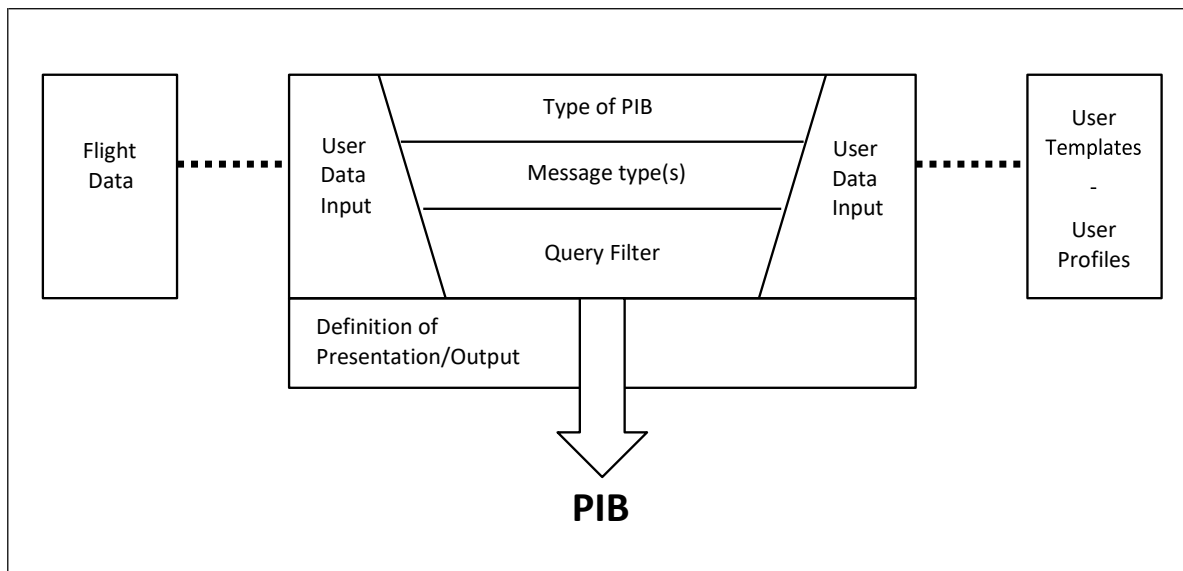 Flight
Data
User
Data
Input
Type of PIB
Message type(s)
Query Filter
User
Data
Input
User
Templates
-
User
Profiles
Definition of
Presentation/Output
PIB